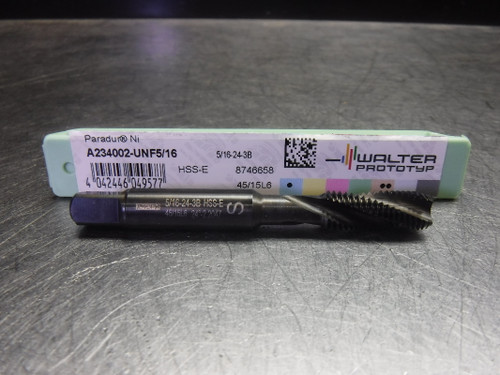 Paradur® Ni
A234002-UNF5/16
5/16-24-3B
HSS-E
8746658
4 042446 049577
45/15L6
WALTER
PROTOTYP
5/16-24-3B HSS-E
S